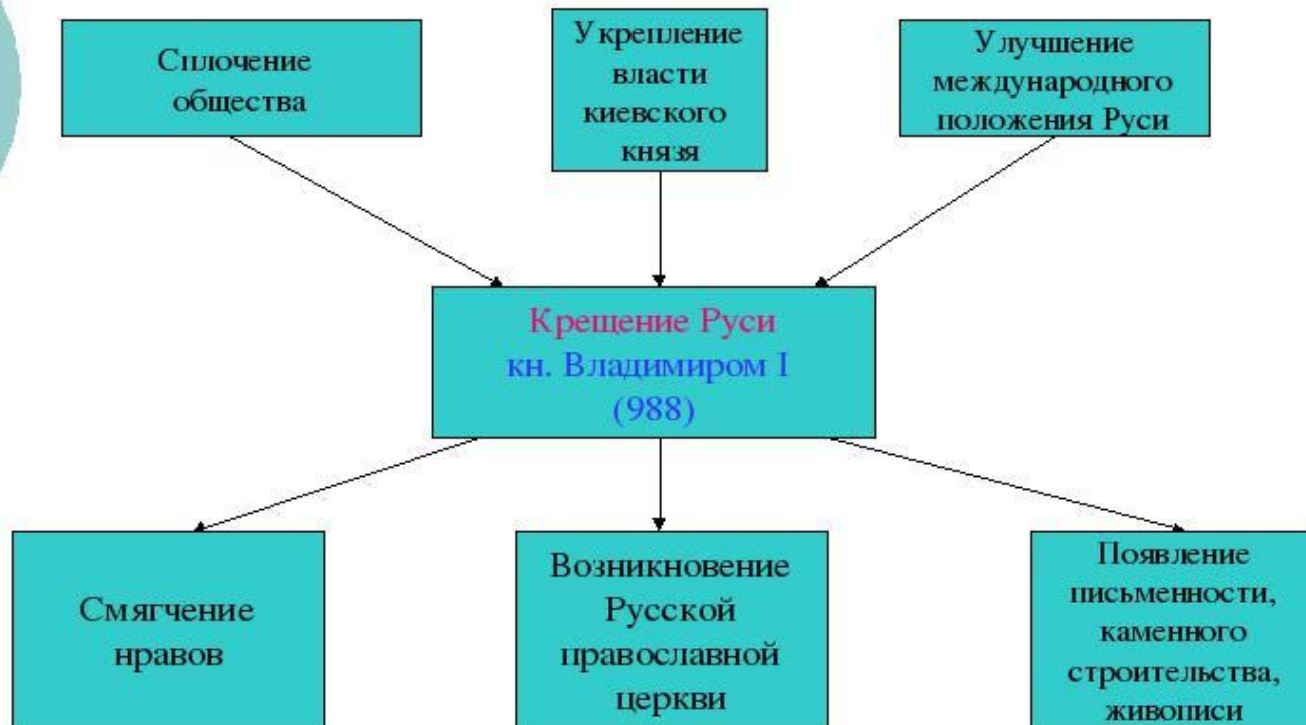 Сплочение
общества
Укрепление
власти
киевского
князя
Улучшение
международного
положения Руси
Крещение Руси
кн. Владимиром I
(988)
Смягчение
нравов
Возникновение
Русской
православной
церкви
Появление
письменности,
каменного
строительства,
живописи